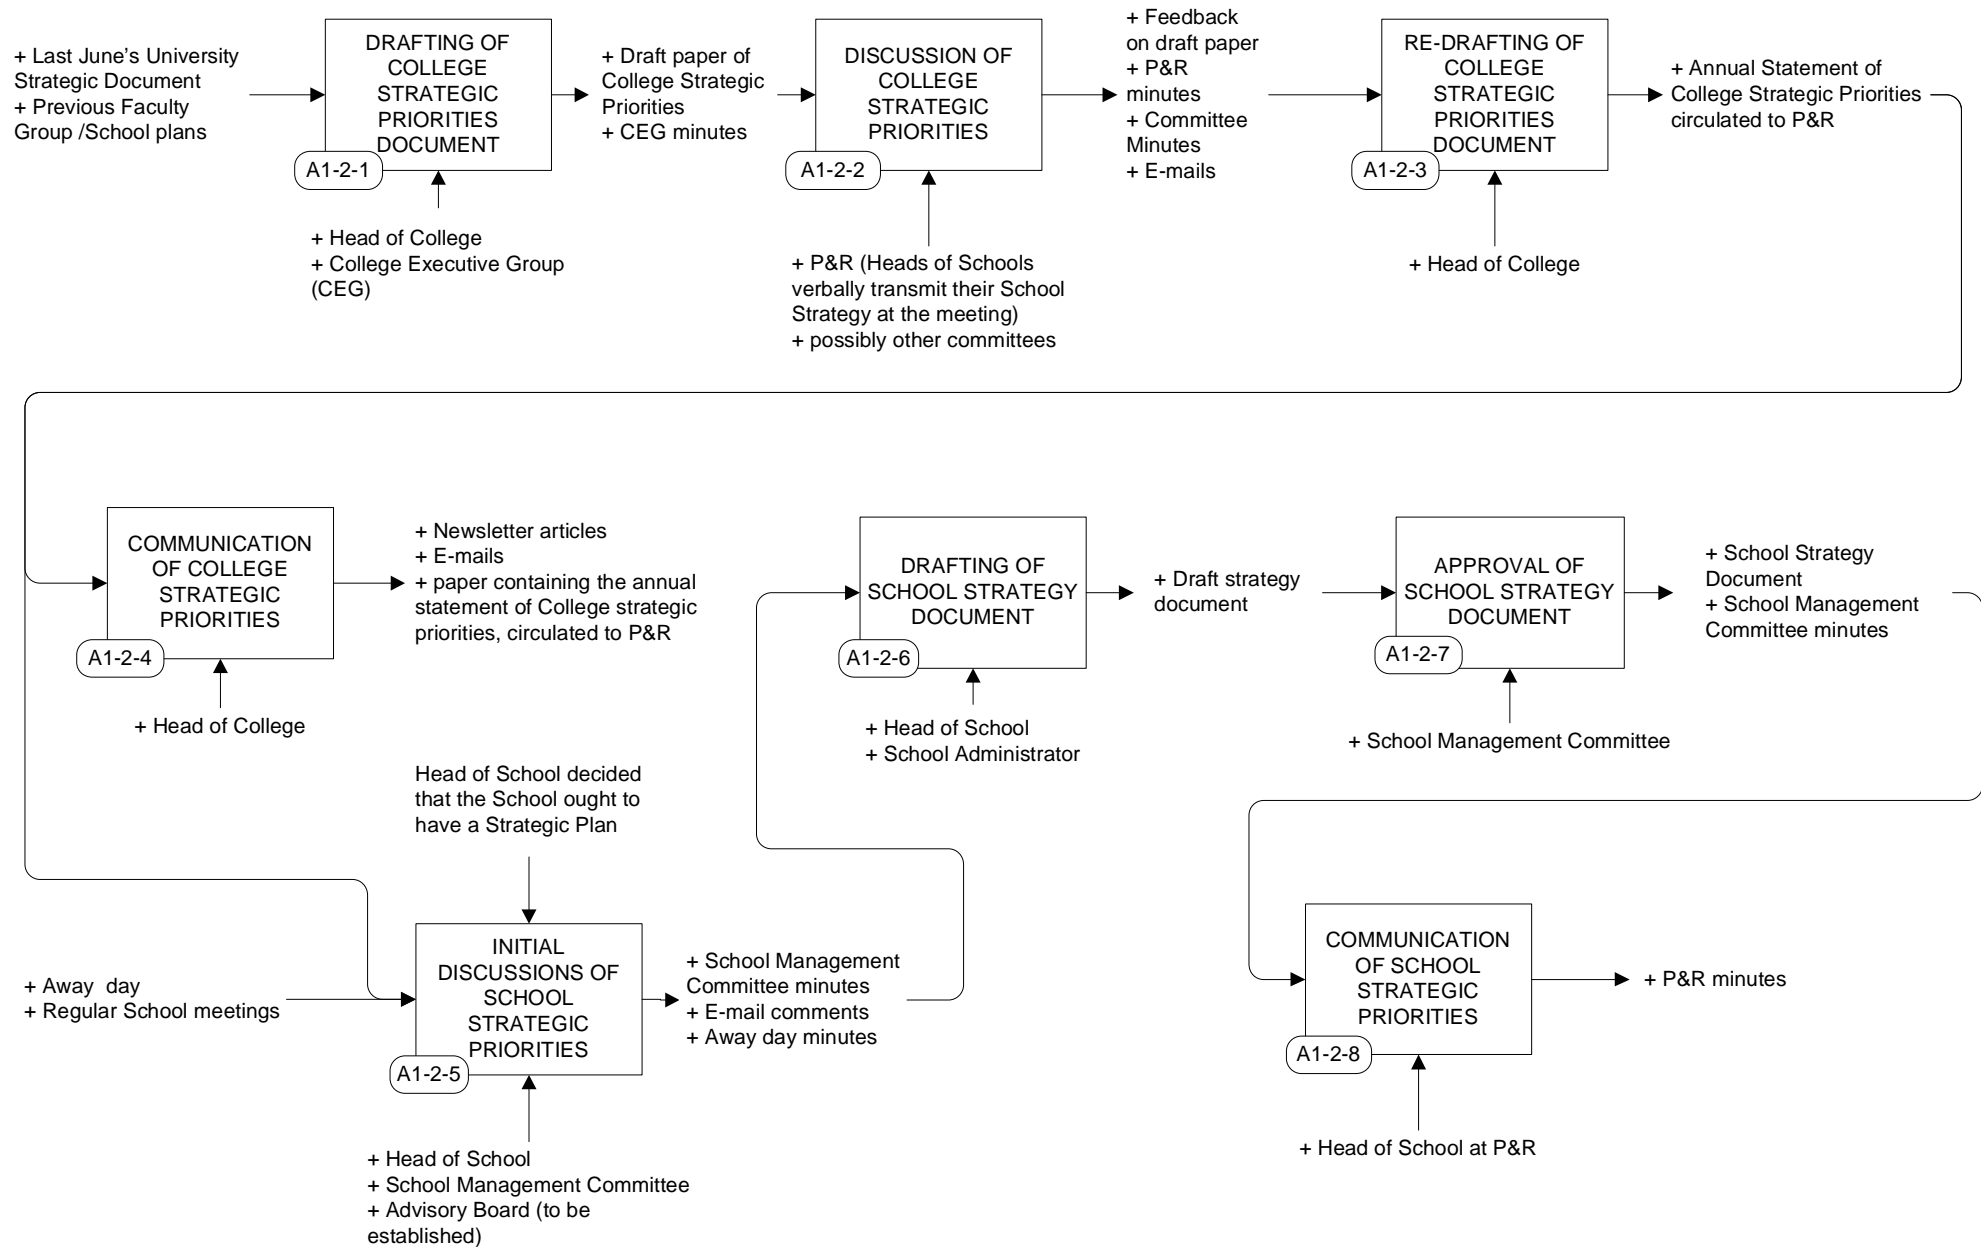 + Last June's University
Strategic Document
+ Previous Faculty
Group /School plans
DRAFTING OF
COLLEGE
STRATEGIC
PRIORITIES
DOCUMENT
A1-2-1
+ Head of College
+ College Executive Group
(CEG)
+ Draft paper of
College Strategic
Priorities
+ CEG minutes
DISCUSSION OF
COLLEGE
STRATEGIC
PRIORITIES
A1-2-2
+ P&R (Heads of Schools
verbally transmit their School
Strategy at the meeting)
+ possibly other committees
+ Feedback
on draft paper
+ P&R
minutes
+ Committee
Minutes
+ E-mails
RE-DRAFTING OF
COLLEGE
STRATEGIC
PRIORITIES
DOCUMENT
A1-2-3
+ Head of College
+ Annual Statement of
College Strategic Priorities
circulated to P&R
COMMUNICATION
OF COLLEGE
STRATEGIC
PRIORITIES
A1-2-4
+ Head of College
+ Newsletter articles
+ E-mails
+ paper containing the annual
statement of College strategic
priorities, circulated to P&R
Head of School decided
that the School ought to
have a Strategic Plan
+ Away  day
+ Regular School meetings
INITIAL
DISCUSSIONS OF
SCHOOL
STRATEGIC
PRIORITIES
A1-2-5
+ Head of School
+ School Management Committee
+ Advisory Board (to be
established)
+ School Management
Committee minutes
+ E-mail comments
+ Away day minutes
DRAFTING OF
SCHOOL STRATEGY
DOCUMENT
A1-2-6
+ Head of School
+ School Administrator
+ Draft strategy
document
APPROVAL OF
SCHOOL STRATEGY
DOCUMENT
A1-2-7
+ School Management Committee
+ School Strategy
Document
+ School Management
Committee minutes
COMMUNICATION
OF SCHOOL
STRATEGIC
PRIORITIES
A1-2-8
+ Head of School at P&R
+ P&R minutes